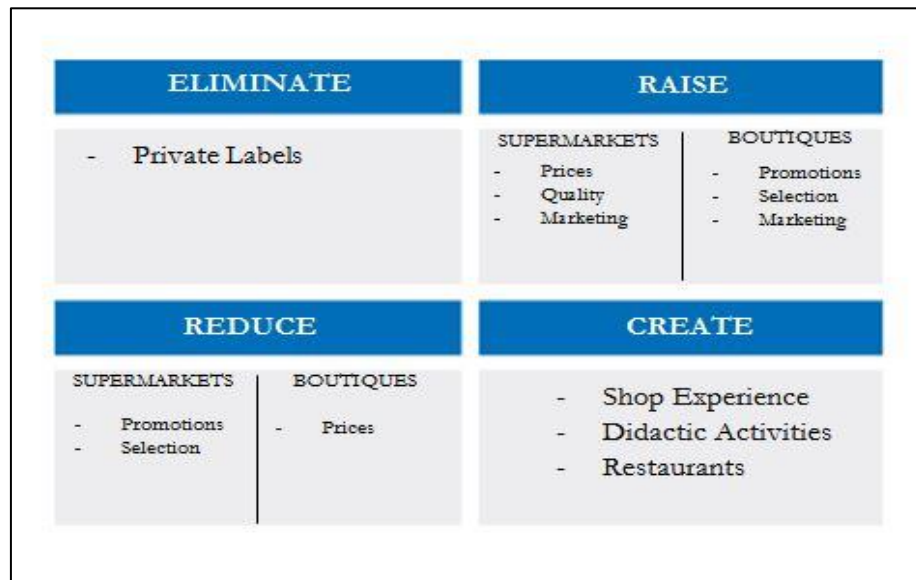 ELIMINATE
- Private Labels
RAISE
SUPERMARKETS
- Prices
- Quality
- Marketing
BOUTIQUES
- Promotions
- Selection
- Marketing
REDUCE
SUPERMARKETS
- Promotions
- Selection
BOUTIQUES
- Prices
CREATE
- Shop Experience
- Didactic Activities
- Restaurants